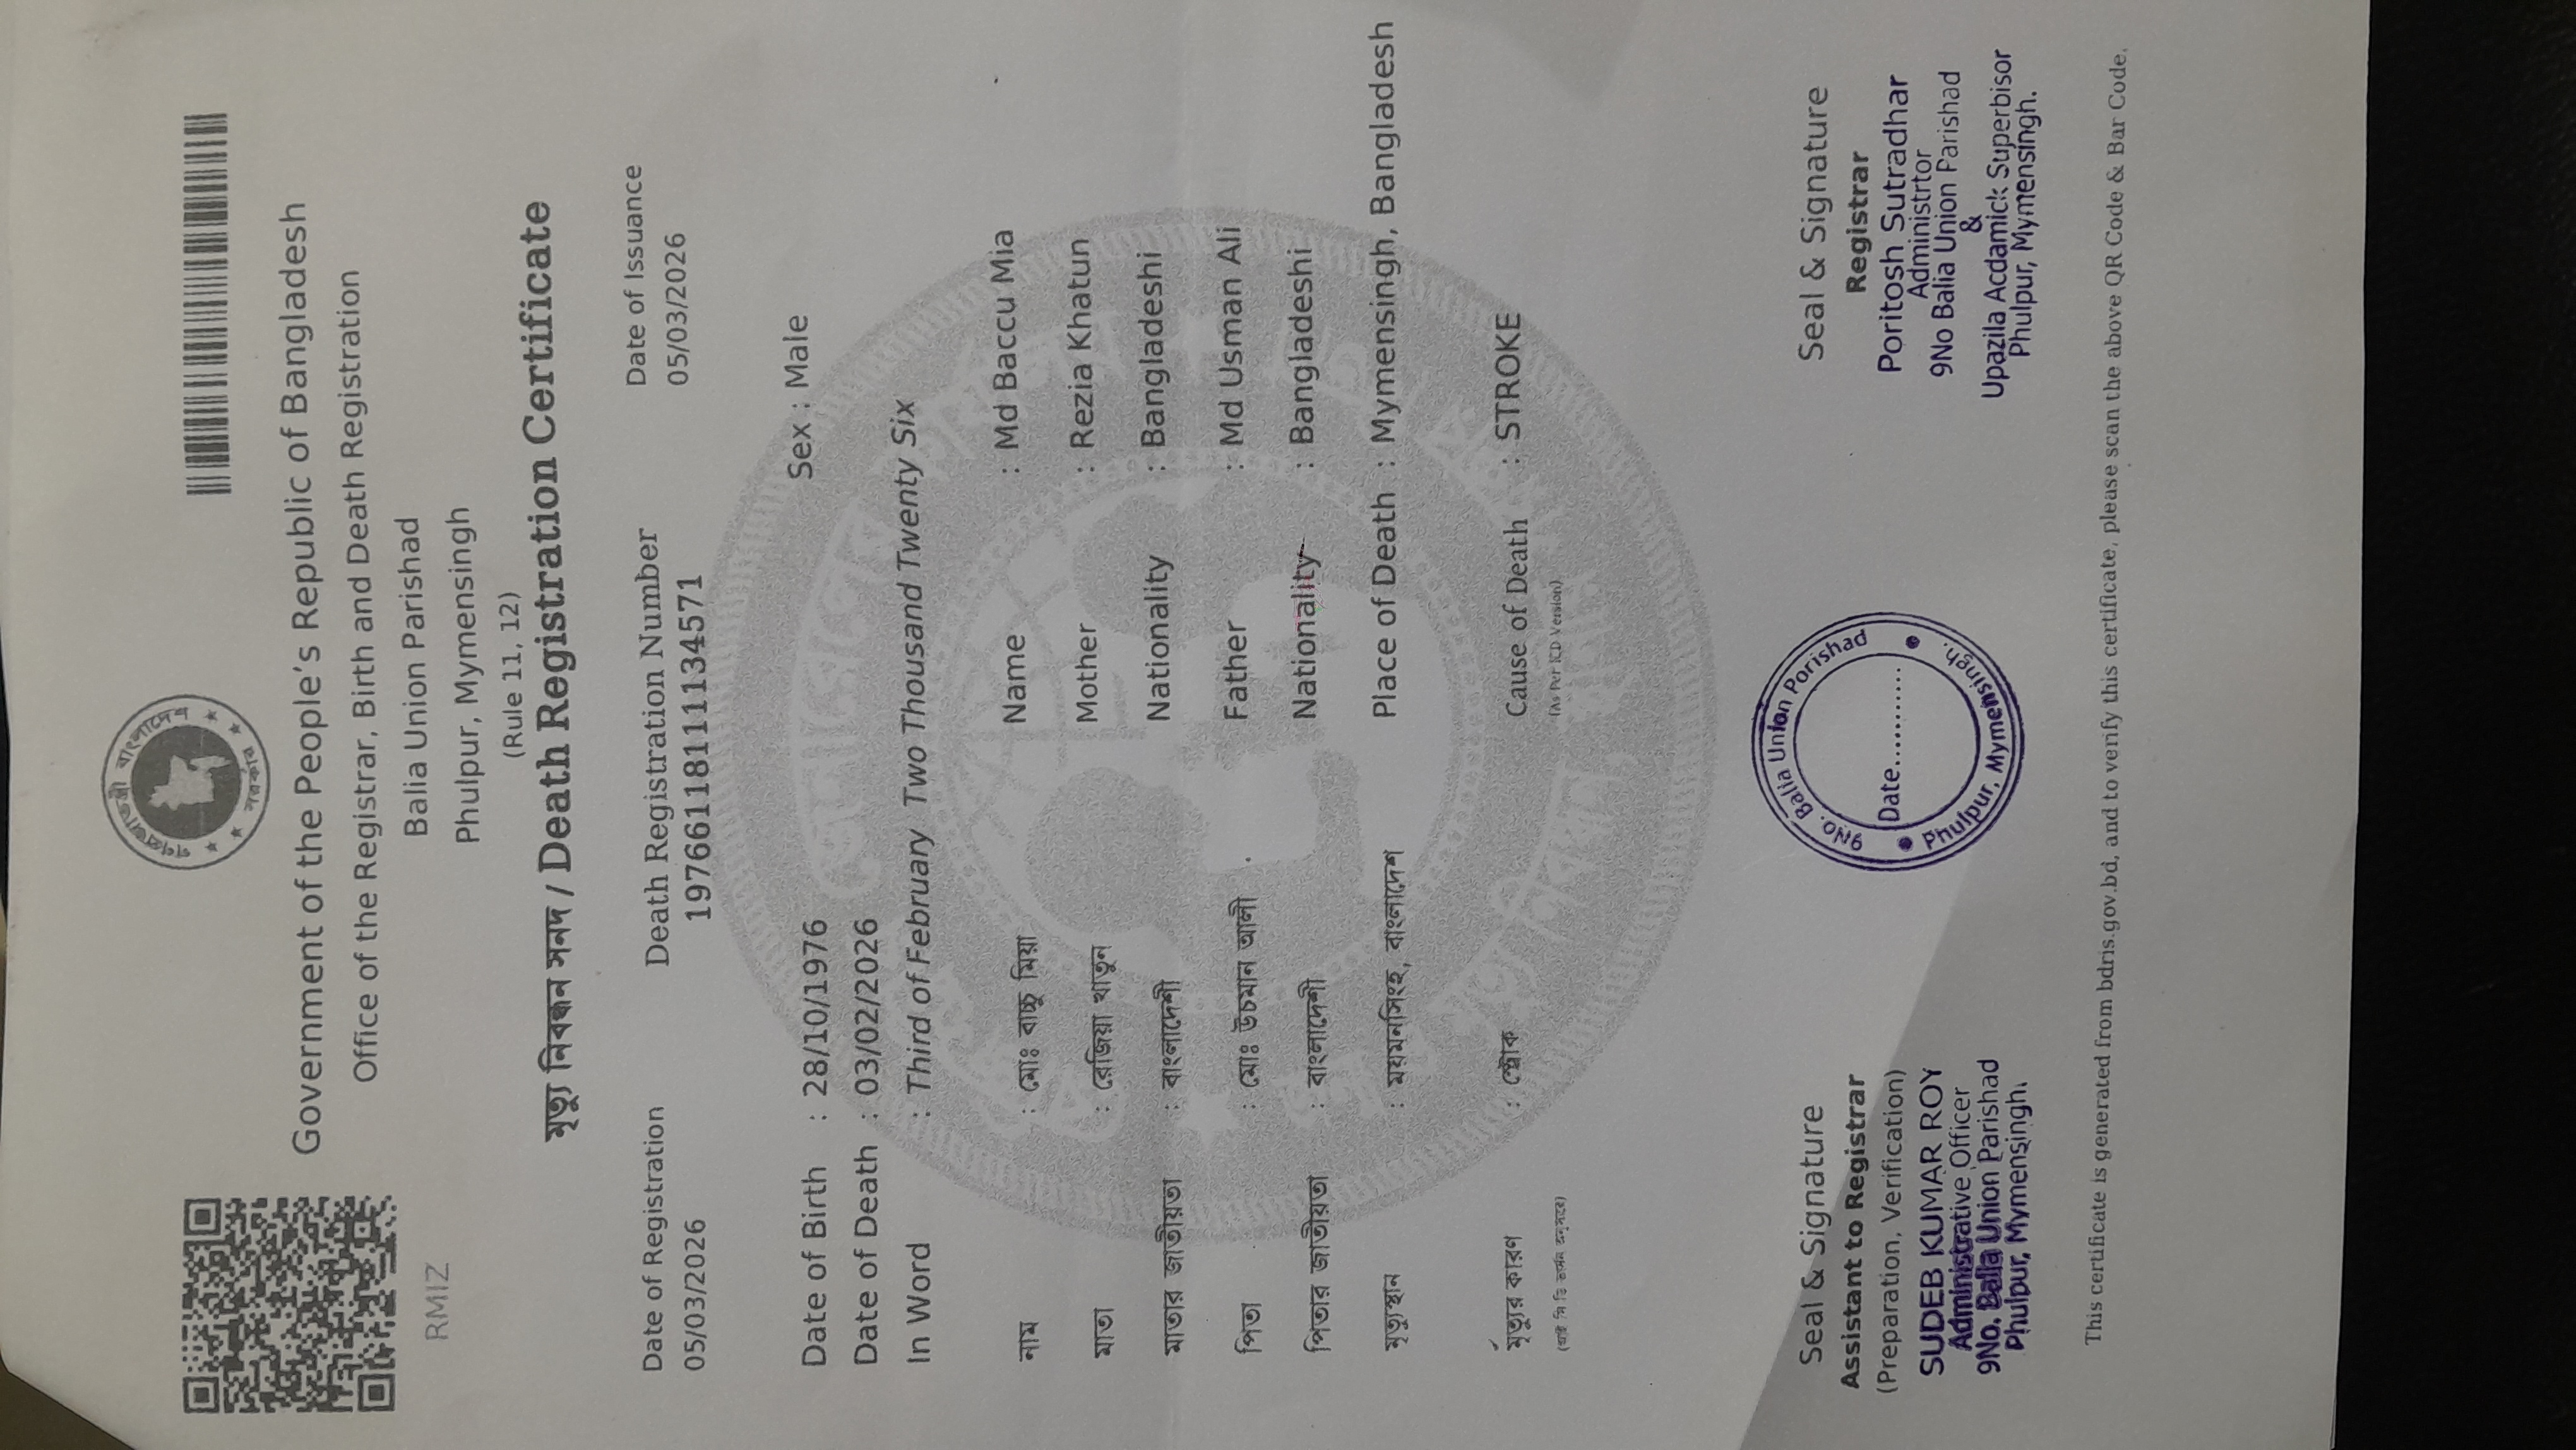 গণপ্রজাতন্ত্রী বাংলাদেশ
সরকার
RMIZ
Government of the People's Republic of Bangladesh
Office of the Registrar, Birth and Death Registration
Balia Union Parishad
Phulpur, Mymensingh
(Rule 11, 12)
মৃত্যু নিবন্ধন সনদ / Death Registration Certificate
Date of Registration Death Registration Number Date of Issuance
05/03/2026 19766118111134571 05/03/2026
Date of Birth : 28/10/1976 Sex : Male
Date of Death : 03/02/2026
In Word : Third of February Two Thousand Twenty Six
নাম : মোঃ বাচ্চু মিয়া Name : Md Baccu Mia
মাতা : রেজিয়া খাতুন Mother : Rezia Khatun
মাতার জাতীয়তা : বাংলাদেশী Nationality : Bangladeshi
পিতা : মোঃ উচমান আলী Father : Md Usman Ali
পিতার জাতীয়তা : বাংলাদেশী Nationality : Bangladeshi
মৃত্যুস্থান : ময়মনসিংহ, বাংলাদেশ Place of Death : Mymensingh, Bangladesh
মৃত্যুর কারণ : স্ট্রোক Cause of Death : STROKE
(As Per ICD Version)
Seal & Signature
Assistant to Registrar
(Preparation, Verification)
SUDEB KUMAR ROY
Administrative Officer
9No. Balia Union Parishad
Phulpur, Mymensingh.
9No. Balia Union Porishad
Date..........
Phulpur, Mymensingh.
Seal & Signature
Registrar
Poritosh Sutradhar
Administrtor
9No Balia Union Parishad
&
Upazila Acdamick Superbisor
Phulpur, Mymensingh.
This certificate is generated from bdris.gov.bd, and to verify this certificate, please scan the above QR Code & Bar Code.